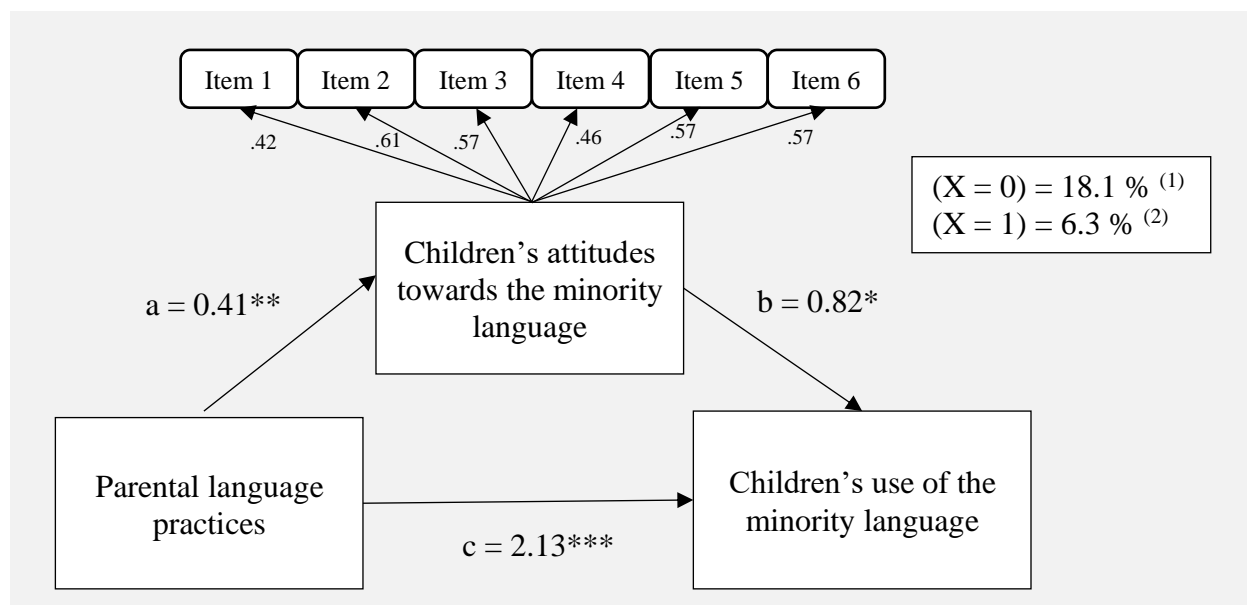 Item 1
Item 2
Item 3
Item 4
Item 5
Item 6
.42
.61
.57
.46
.57
.57
(X = 0) = 18.1 % (1)
(X = 1) = 6.3 % (2)
Children’s attitudes
towards the minority
language
a = 0.41**
b = 0.82*
Parental language
practices
Children’s use of the
minority language
c = 2.13***